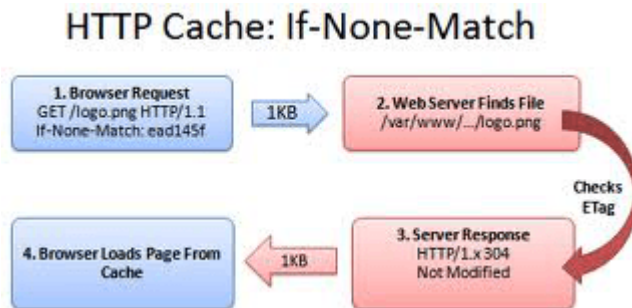 HTTP Cache: If-None-Match
1. Browser Request
GET /logo.png HTTP/1.1
If-None-Match: ead145f
1KB
2. Web Server Finds File
/var/www/.../logo.png
Checks
ETag
3. Server Response
HTTP/1.x 304
Not Modified
1KB
4. Browser Loads Page From
Cache